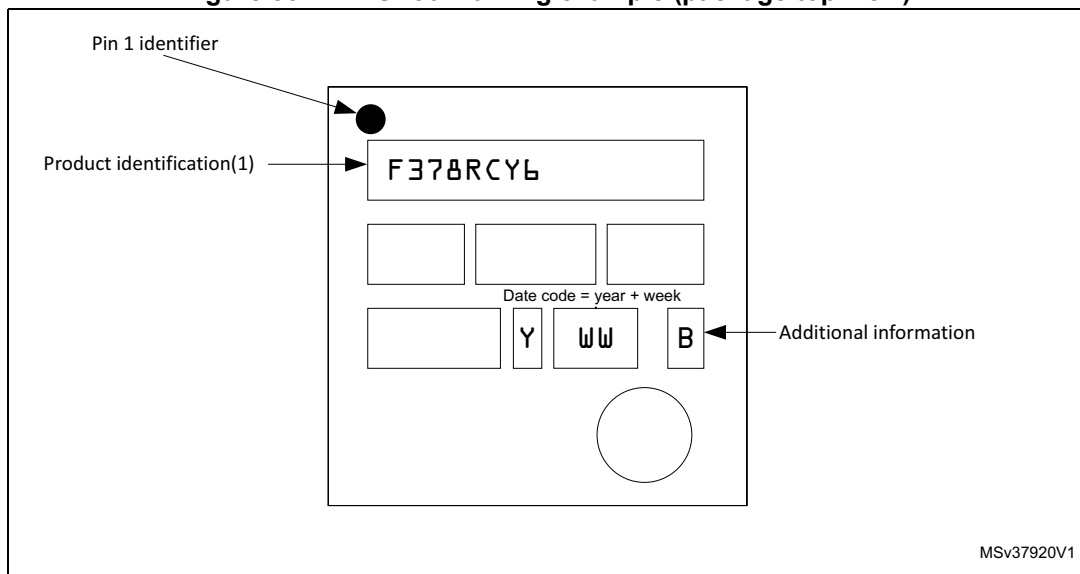 Pin 1 identifier
Product identification(1)
F378RCY6
Date code = year + week
Y WW B
Additional information
MSv37920V1